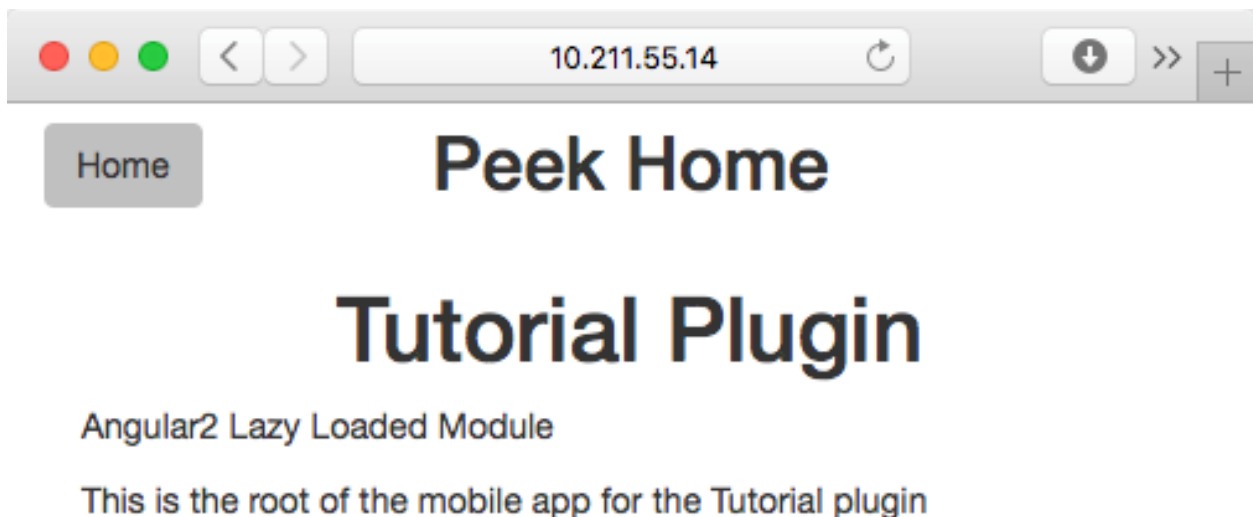 10.211.55.14
Home
Peek Home
Tutorial Plugin
Angular2 Lazy Loaded Module
This is the root of the mobile app for the Tutorial plugin